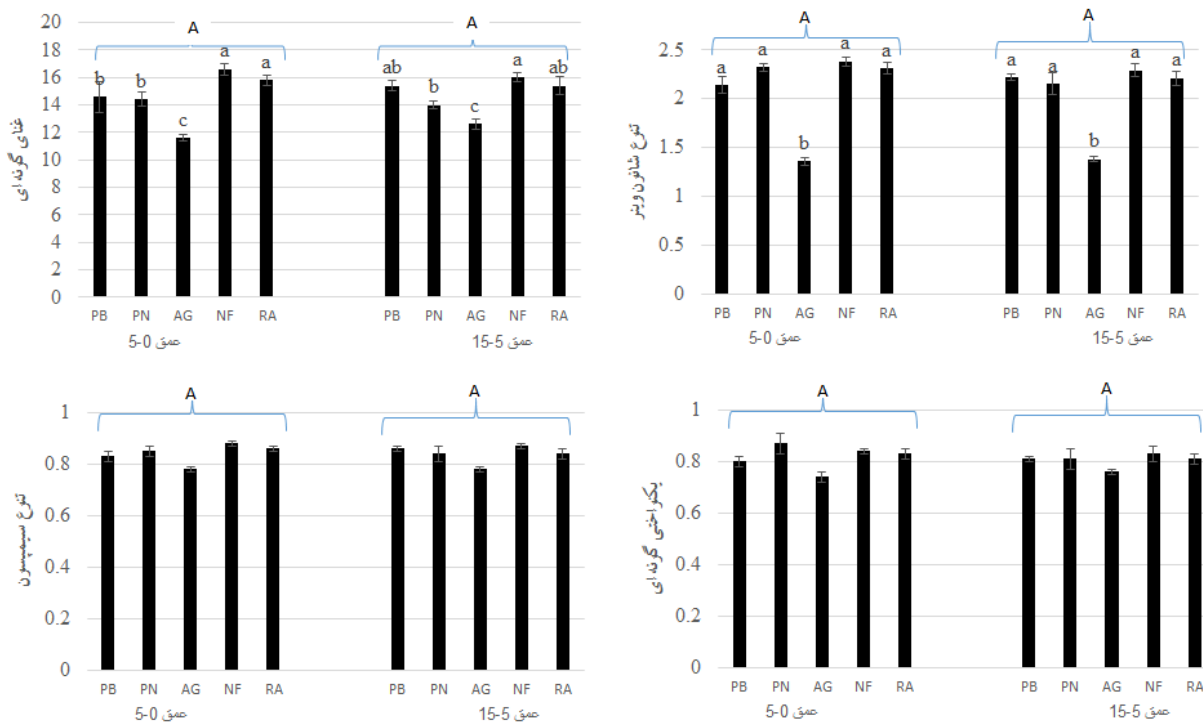 A
A
20
18
16
14
12
10
8
6
4
2
0
غنای گونه ای
b b c a a
ab b c a ab
PB PN AG NF RA
PB PN AG NF RA
عمق 0-5
عمق 5-15
A
A
2.5
2
1.5
1
0.5
0
تنوع شانون وینر
a a b a a
a a b a a
PB PN AG NF RA
PB PN AG NF RA
عمق 0-5
عمق 5-15
A
A
1
0.8
0.6
0.4
0.2
0
تنوع سیمپسون
PB PN AG NF RA
PB PN AG NF RA
عمق 0-5
عمق 5-15
A
A
1
0.8
0.6
0.4
0.2
0
یکنواختی گونه ای
PB PN AG NF RA
PB PN AG NF RA
عمق 0-5
عمق 5-15